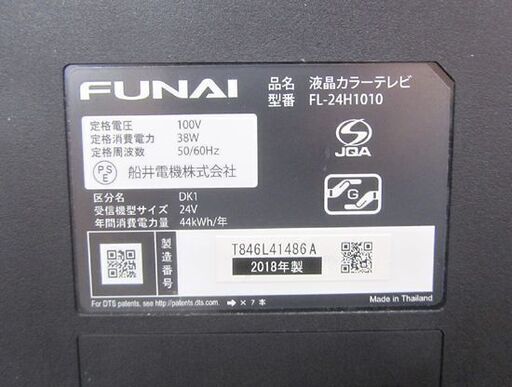 FUNAI
品名 液晶カラーテレビ
型番 FL-24H1010
定格電圧 100V
定格消費電力 38W
定格周波数 50/60Hz
PSE 船井電機株式会社
JQA
G
区分名 DK1
受信機型サイズ 24V
年間消費電力量 44kWh/年
製造番号
T846L41486A
2018年製
For DTS patents, see http://patents.dts.com.
→×7本
Made in Thailand